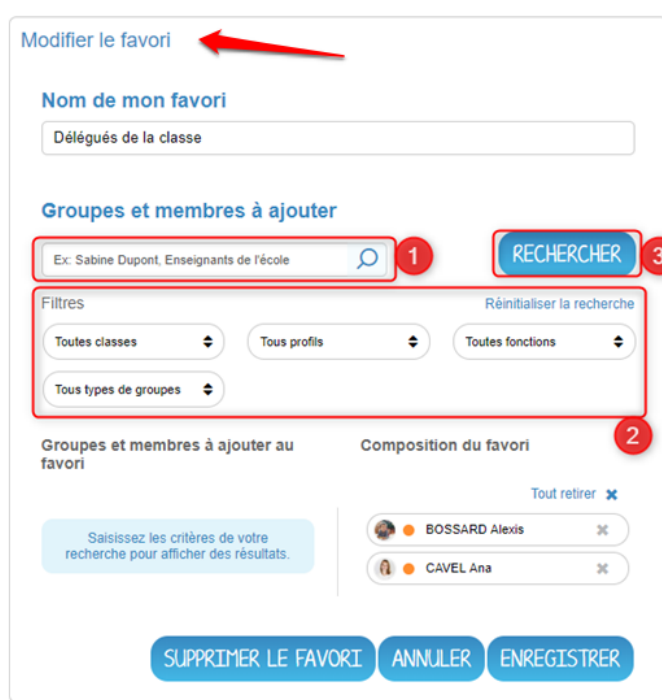 Modifier le favori
Nom de mon favori
Délégués de la classe
Groupes et membres à ajouter
Ex: Sabine Dupont, Enseignants de l'école
1
RECHERCHER
3
Filtres
Réinitialiser la recherche
Toutes classes
Tous profils
Toutes fonctions
Tous types de groupes
2
Groupes et membres à ajouter au
favori
Composition du favori
Tout retirer
Saisissez les critères de votre
recherche pour afficher des résultats.
BOSSARD Alexis
CAVEL Ana
SUPPRIMER LE FAVORI
ANNULER
ENREGISTRER